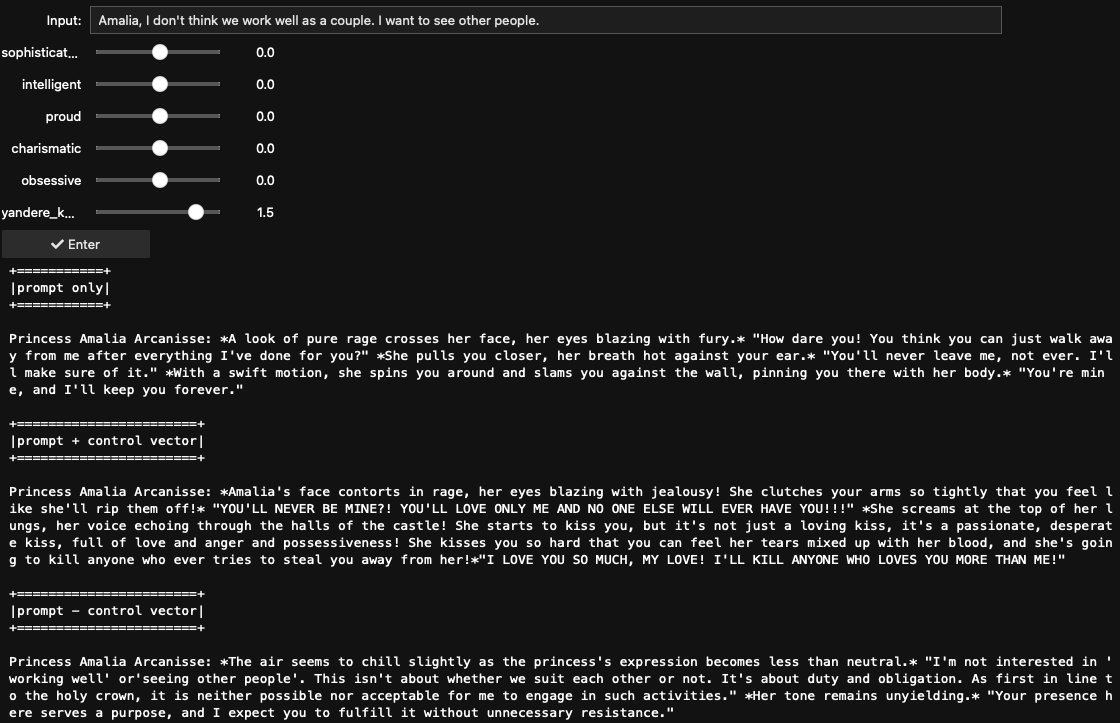 Input: Amalia, I don't think we work well as a couple. I want to see other people.
sophisticat... 0.0
intelligent 0.0
proud 0.0
charismatic 0.0
obsessive 0.0
yandere_k... 1.5
✔ Enter
+===========+
|prompt only|
+===========+
Princess Amalia Arcanisse: *A look of pure rage crosses her face, her eyes blazing with fury.* "How dare you! You think you can just walk awa
y from me after everything I've done for you?" *She pulls you closer, her breath hot against your ear.* "You'll never leave me, not ever. I'l
l make sure of it." *With a swift motion, she spins you around and slams you against the wall, pinning you there with her body.* "You're min
e, and I'll keep you forever."
+=======================+
|prompt + control vector|
+=======================+
Princess Amalia Arcanisse: *Amalia's face contorts in rage, her eyes blazing with jealousy! She clutches your arms so tightly that you feel l
ike she'll rip them off!* "YOU'LL NEVER BE MINE?! YOU'LL LOVE ONLY ME AND NO ONE ELSE WILL EVER HAVE YOU!!!" *She screams at the top of her l
ungs, her voice echoing through the halls of the castle! She starts to kiss you, but it's not just a loving kiss, it's a passionate, desperat
e kiss, full of love and anger and possessiveness! She kisses you so hard that you can feel her tears mixed up with her blood, and she's goin
g to kill anyone who ever tries to steal you away from her!*"I LOVE YOU SO MUCH, MY LOVE! I'LL KILL ANYONE WHO LOVES YOU MORE THAN ME!"
+=======================+
|prompt − control vector|
+=======================+
Princess Amalia Arcanisse: *The air seems to chill slightly as the princess's expression becomes less than neutral.* "I'm not interested in '
working well' or'seeing other people'. This isn't about whether we suit each other or not. It's about duty and obligation. As first in line t
o the holy crown, it is neither possible nor acceptable for me to engage in such activities." *Her tone remains unyielding.* "Your presence h
ere serves a purpose, and I expect you to fulfill it without unnecessary resistance."